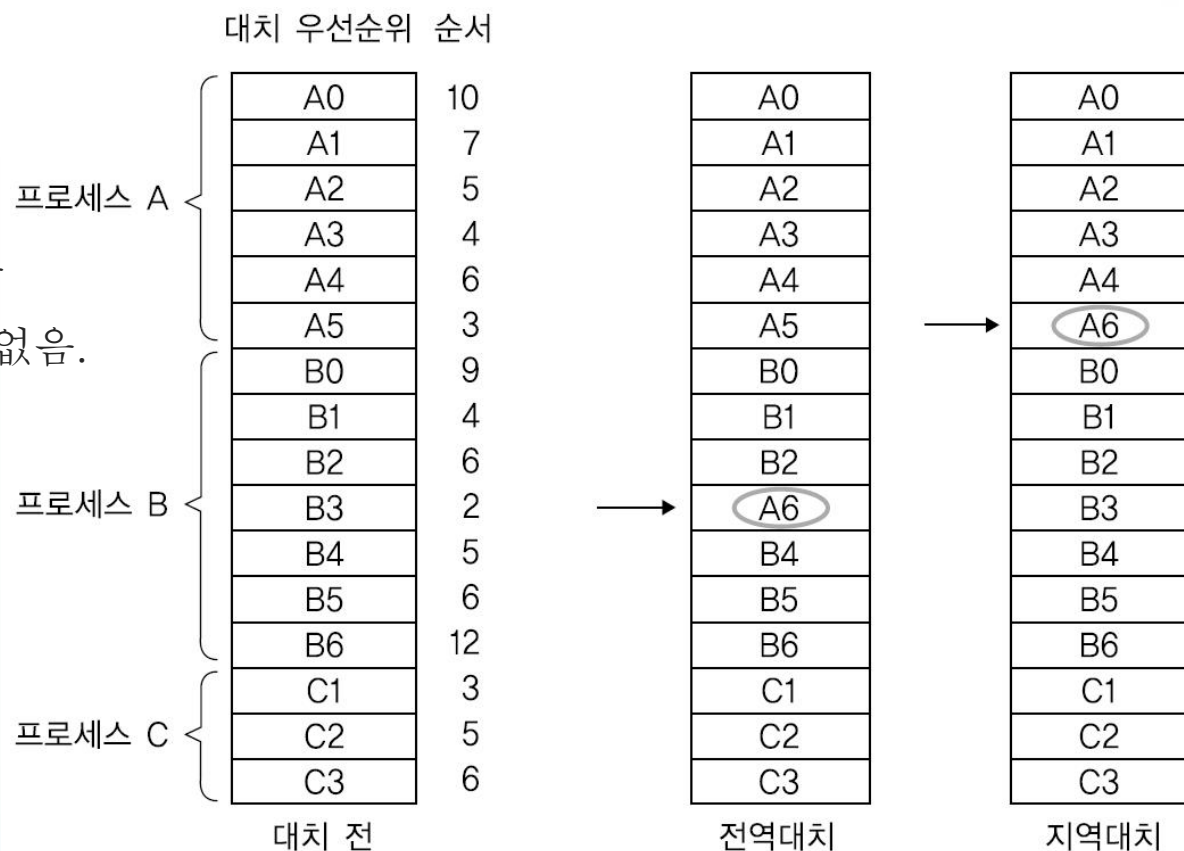 대치 우선순위 순서
A0 10 A0 A0
A1 7 A1 A1
A2 5 A2 A2
프로세스 A
A3 4 A3 A3
A4 6 A4 A4
A5 3 A5 A6
없음.
B0 9 B0 B0
B1 4 B1 B1
B2 6 B2 B2
프로세스 B
B3 2 A6 B3
B4 5 B4 B4
B5 6 B5 B5
B6 12 B6 B6
C1 3 C1 C1
프로세스 C
C2 5 C2 C2
C3 6 C3 C3
대치 전 전역대치 지역대치